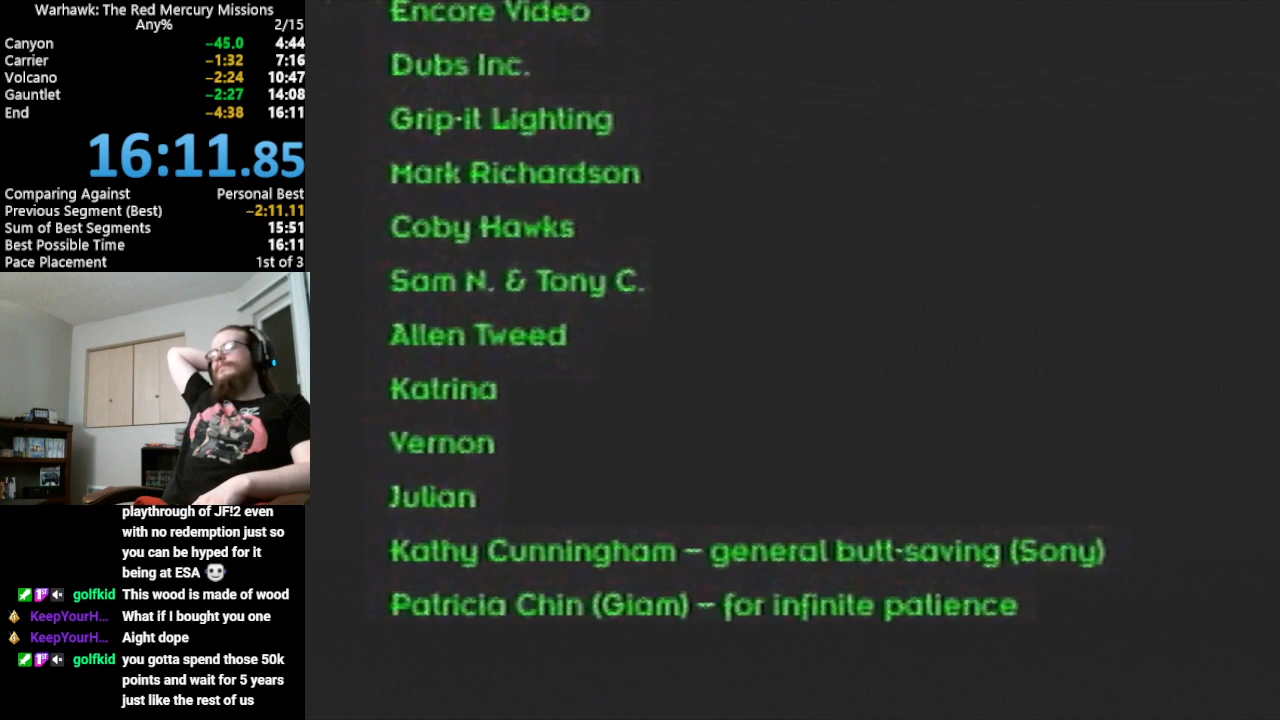 Warhawk: The Red Mercury Missions
Any% 2/15
Canyon -45.0 4:44
Carrier -1:32 7:16
Volcano -2:24 10:47
Gauntlet -2:27 14:08
End -4:38 16:11
16:11.85
Comparing Against Personal Best
Previous Segment (Best) -2:11.11
Sum of Best Segments 15:51
Best Possible Time 16:11
Pace Placement 1st of 3
playthrough of JF!2 even
with no redemption just so
you can be hyped for it
being at ESA
golfkid This wood is made of wood
KeepYourH... What if I bought you one
KeepYourH... Aight dope
golfkid you gotta spend those 50k
points and wait for 5 years
just like the rest of us
Encore Video
Dubs Inc.
Grip-it Lighting
Mark Richardson
Coby Hawks
Sam N. & Tony C.
Allen Tweed
Katrina
Vernon
Julian
Kathy Cunningham - general butt-saving (Sony)
Patricia Chin (Giam) - for infinite patience